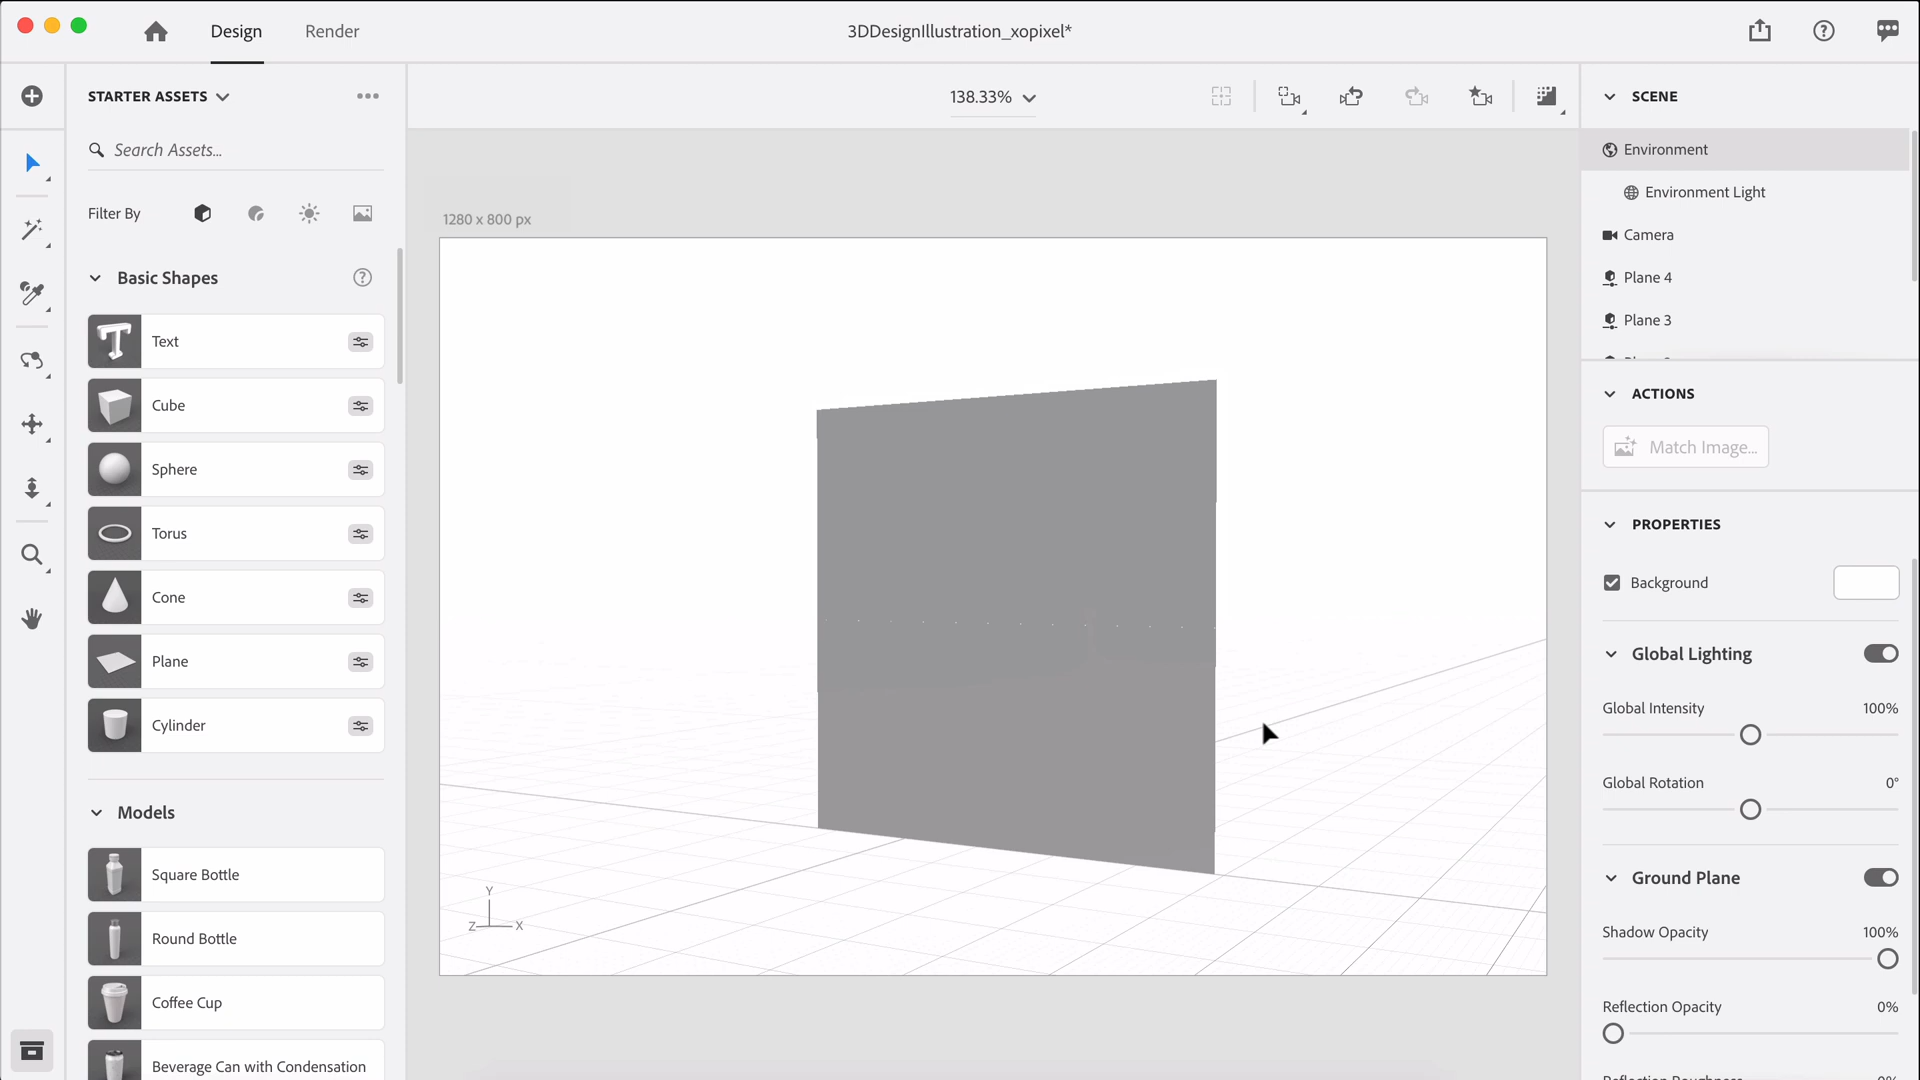 Design
Render
3DDesignIllustration_xopixel*
STARTER ASSETS
138.33%
SCENE
Search Assets...
Environment
Environment Light
Filter By
1280 x 800 px
Camera
Basic Shapes
Plane 4
Text
Plane 3
Cube
ACTIONS
Match Image...
Sphere
Torus
PROPERTIES
Cone
Background
Plane
Global Lighting
Cylinder
Global Intensity 100%
Global Rotation 0°
Models
Square Bottle
Ground Plane
Y
Z X
Round Bottle
Shadow Opacity 100%
Coffee Cup
Reflection Opacity 0%
Beverage Can with Condensation